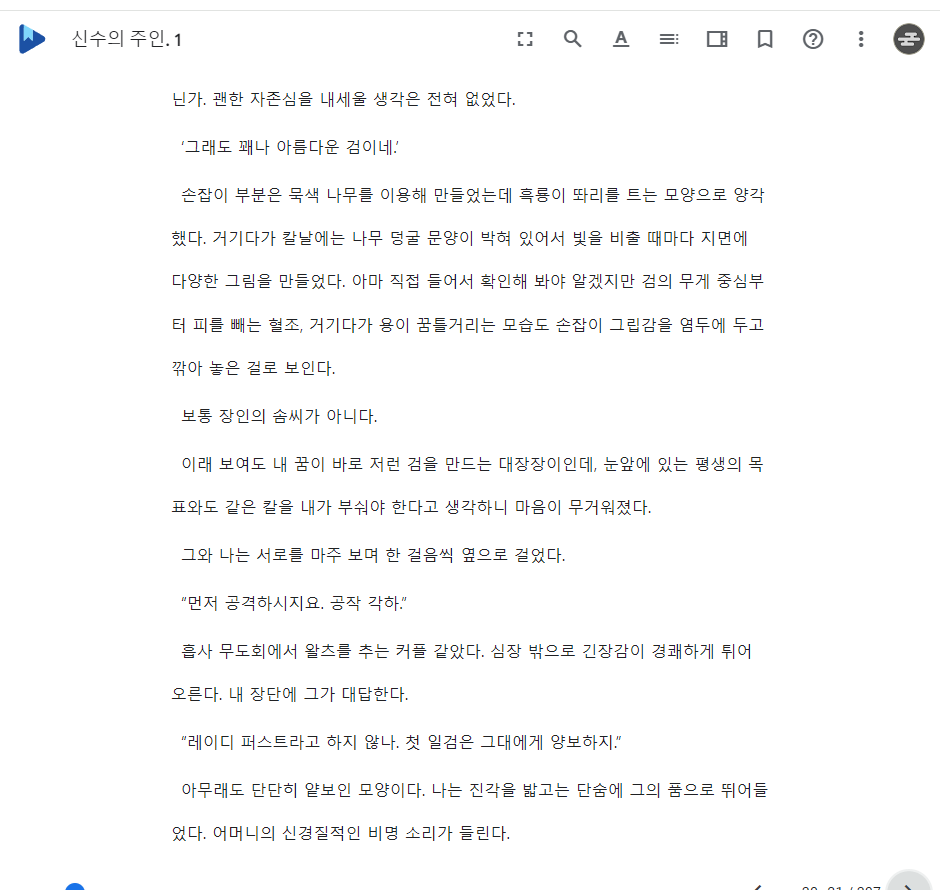 신수의 주인. 1
닌가. 괜한 자존심을 내세울 생각은 전혀 없었다.
‘그래도 꽤나 아름다운 검이네.’
손잡이 부분은 묵색 나무를 이용해 만들었는데 흑룡이 똬리를 트는 모양으로 양각
했다. 거기다가 칼날에는 나무 덩굴 문양이 박혀 있어서 빛을 비출 때마다 지면에
다양한 그림을 만들었다. 아마 직접 들어서 확인해 봐야 알겠지만 검의 무게 중심부
터 피를 빼는 혈조, 거기다가 용이 꿈틀거리는 모습도 손잡이 그립감을 염두에 두고
깎아 놓은 걸로 보인다.
보통 장인의 솜씨가 아니다.
이래 보여도 내 꿈이 바로 저런 검을 만드는 대장장이인데, 눈앞에 있는 평생의 목
표와도 같은 칼을 내가 부숴야 한다고 생각하니 마음이 무거워졌다.
그와 나는 서로를 마주 보며 한 걸음씩 옆으로 걸었다.
“먼저 공격하시지요. 공작 각하.”
흡사 무도회에서 왈츠를 추는 커플 같았다. 심장 밖으로 긴장감이 경쾌하게 튀어
오른다. 내 장단에 그가 대답한다.
“레이디 퍼스트라고 하지 않나. 첫 일검은 그대에게 양보하지.”
아무래도 단단히 얕보인 모양이다. 나는 진각을 밟고는 단숨에 그의 품으로 뛰어들
었다. 어머니의 신경질적인 비명 소리가 들린다.